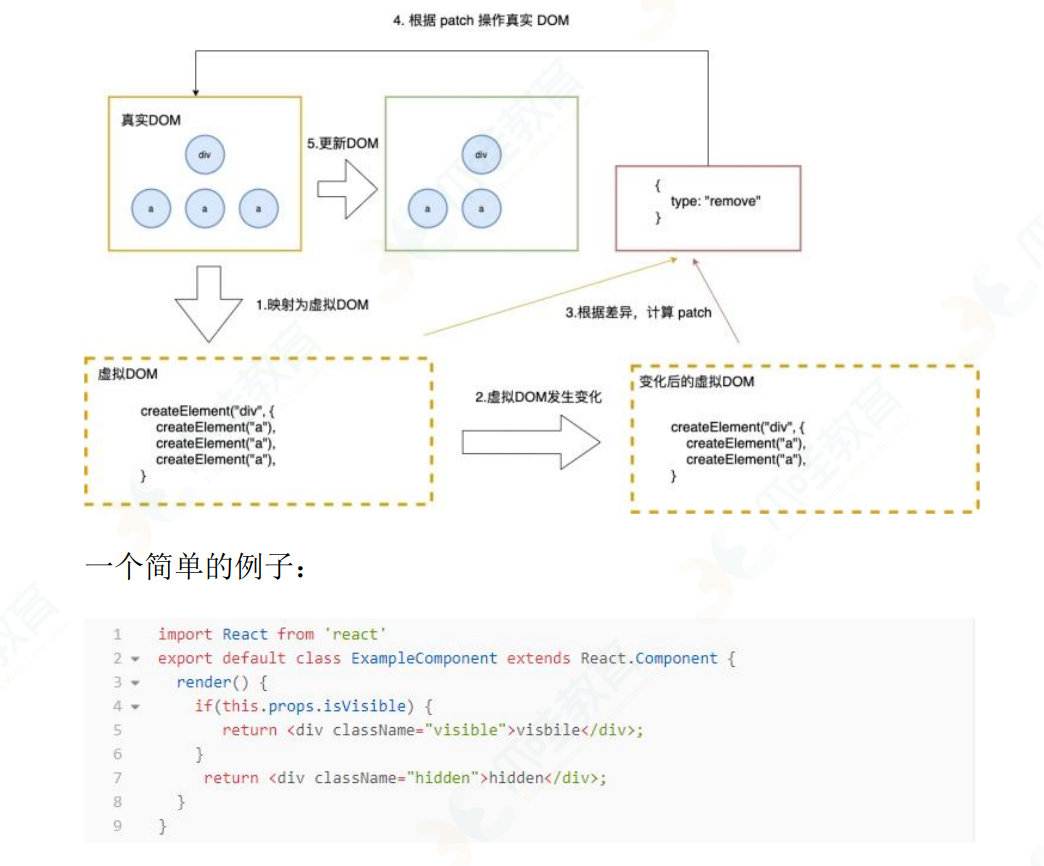 4. 根据 patch 操作真实 DOM
真实DOM
div
a
a
a
5.更新DOM
div
a
a
{
type: "remove"
}
1.映射为虚拟DOM
3.根据差异，计算 patch
虚拟DOM
createElement("div", {
createElement("a"),
createElement("a"),
createElement("a"),
}
2.虚拟DOM发生变化
变化后的虚拟DOM
createElement("div", {
createElement("a"),
createElement("a"),
}
一个简单的例子：
1 import React from 'react'
2 export default class ExampleComponent extends React.Component {
3 render() {
4 if(this.props.isVisible) {
5 return <div className="visible">visbile</div>;
6 }
7 return <div className="hidden">hidden</div>;
8 }
9 }